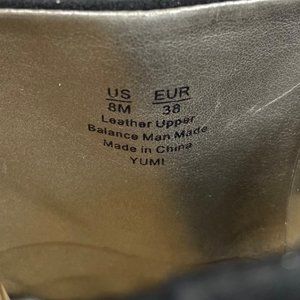 US EUR
8M 38
Leather Upper
Balance Man Made
Made in China
YUMI